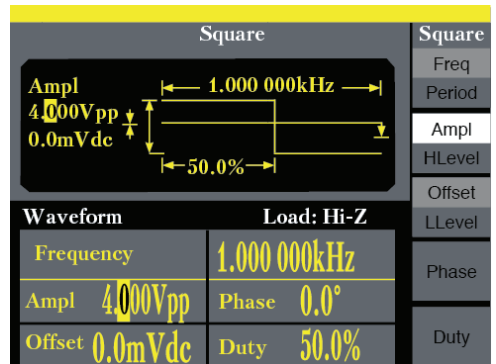 Square
Square
Freq
Period
Ampl
HLevel
Offset
LLevel
Phase
Duty
Ampl
4.000Vpp
0.0mVdc
1.000 000kHz
50.0%
Waveform Load: Hi-Z
Frequency 1.000 000kHz
Ampl 4.000Vpp Phase 0.0°
Offset 0.0mVdc Duty 50.0%